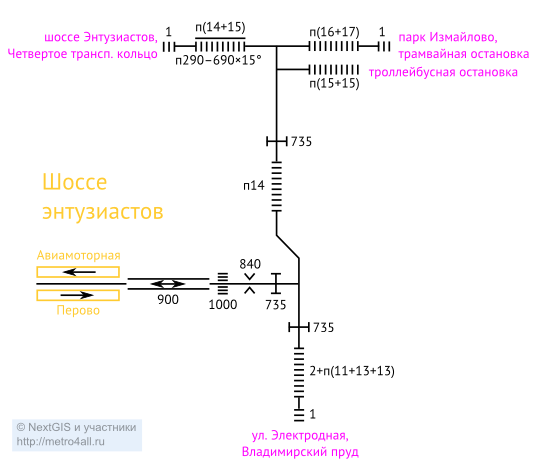 шоссе Энтузиастов,
Четвертое трансп. кольцо
1
п(14+15)
п290–690×15°
п(16+17)
1
парк Измайлово,
трамвайная остановка
п(15+15)
троллейбусная остановка
735
п14
Шоссе
энтузиастов
Авиамоторная
Перово
900
1000
840
735
735
2+п(11+13+13)
1
ул. Электродная,
Владимирский пруд
© NextGIS и участники
http://metro4all.ru